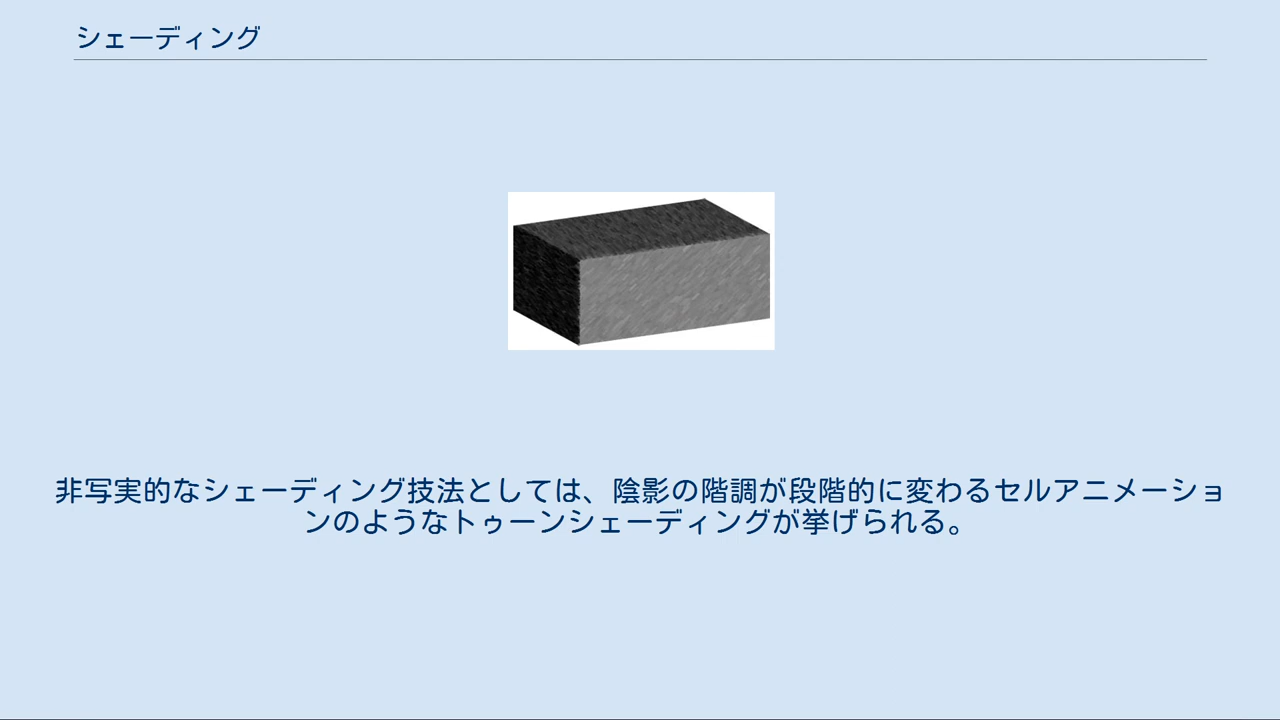 シェーディング
非写実的なシェーディング技法としては、陰影の階調が段階的に変わるセルアニメーショ
ンのようなトゥーンシェーディングが挙げられる。